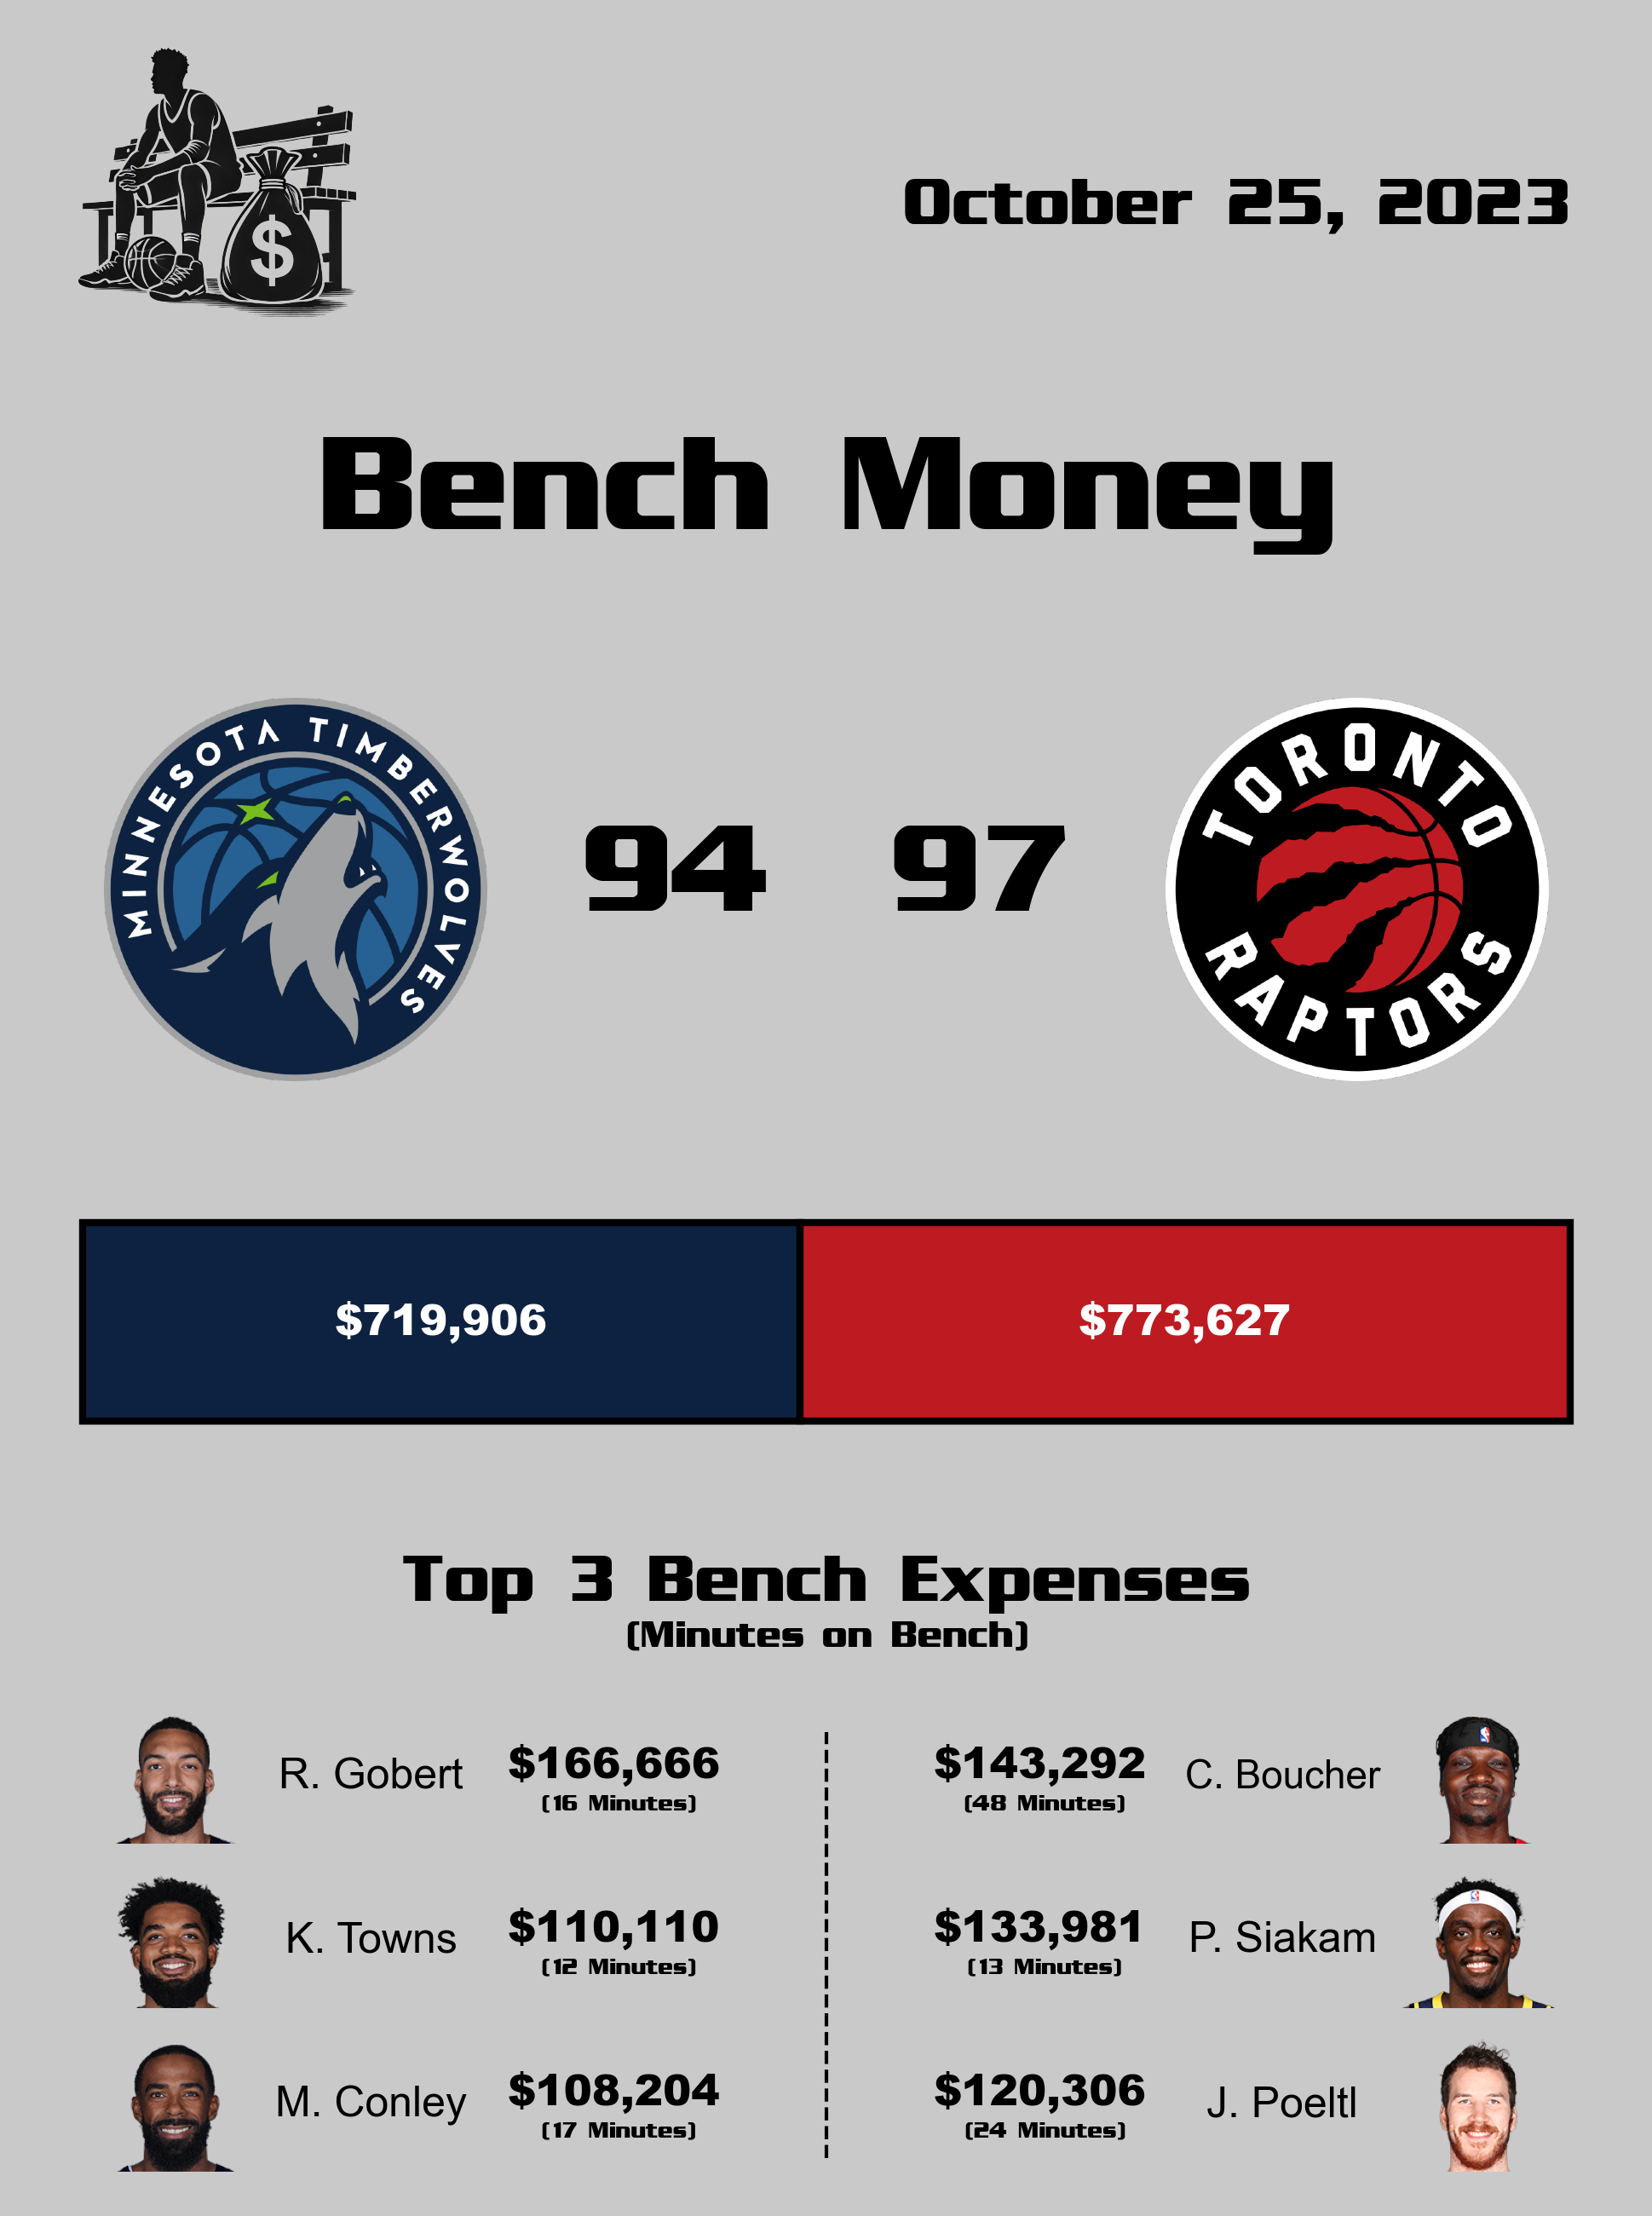 $
October 25, 2023
Bench Money
MINNESOTA TIMBERWOLVES
94 97
TORONTO
RAPTORS
$719,906 $773,627
Top 3 Bench Expenses
(Minutes on Bench)
R. Gobert $166,666 $143,292 C. Boucher
(16 Minutes) (48 Minutes)
K. Towns $110,110 $133,981 P. Siakam
(12 Minutes) (13 Minutes)
M. Conley $108,204 $120,306 J. Poeltl
(17 Minutes) (24 Minutes)